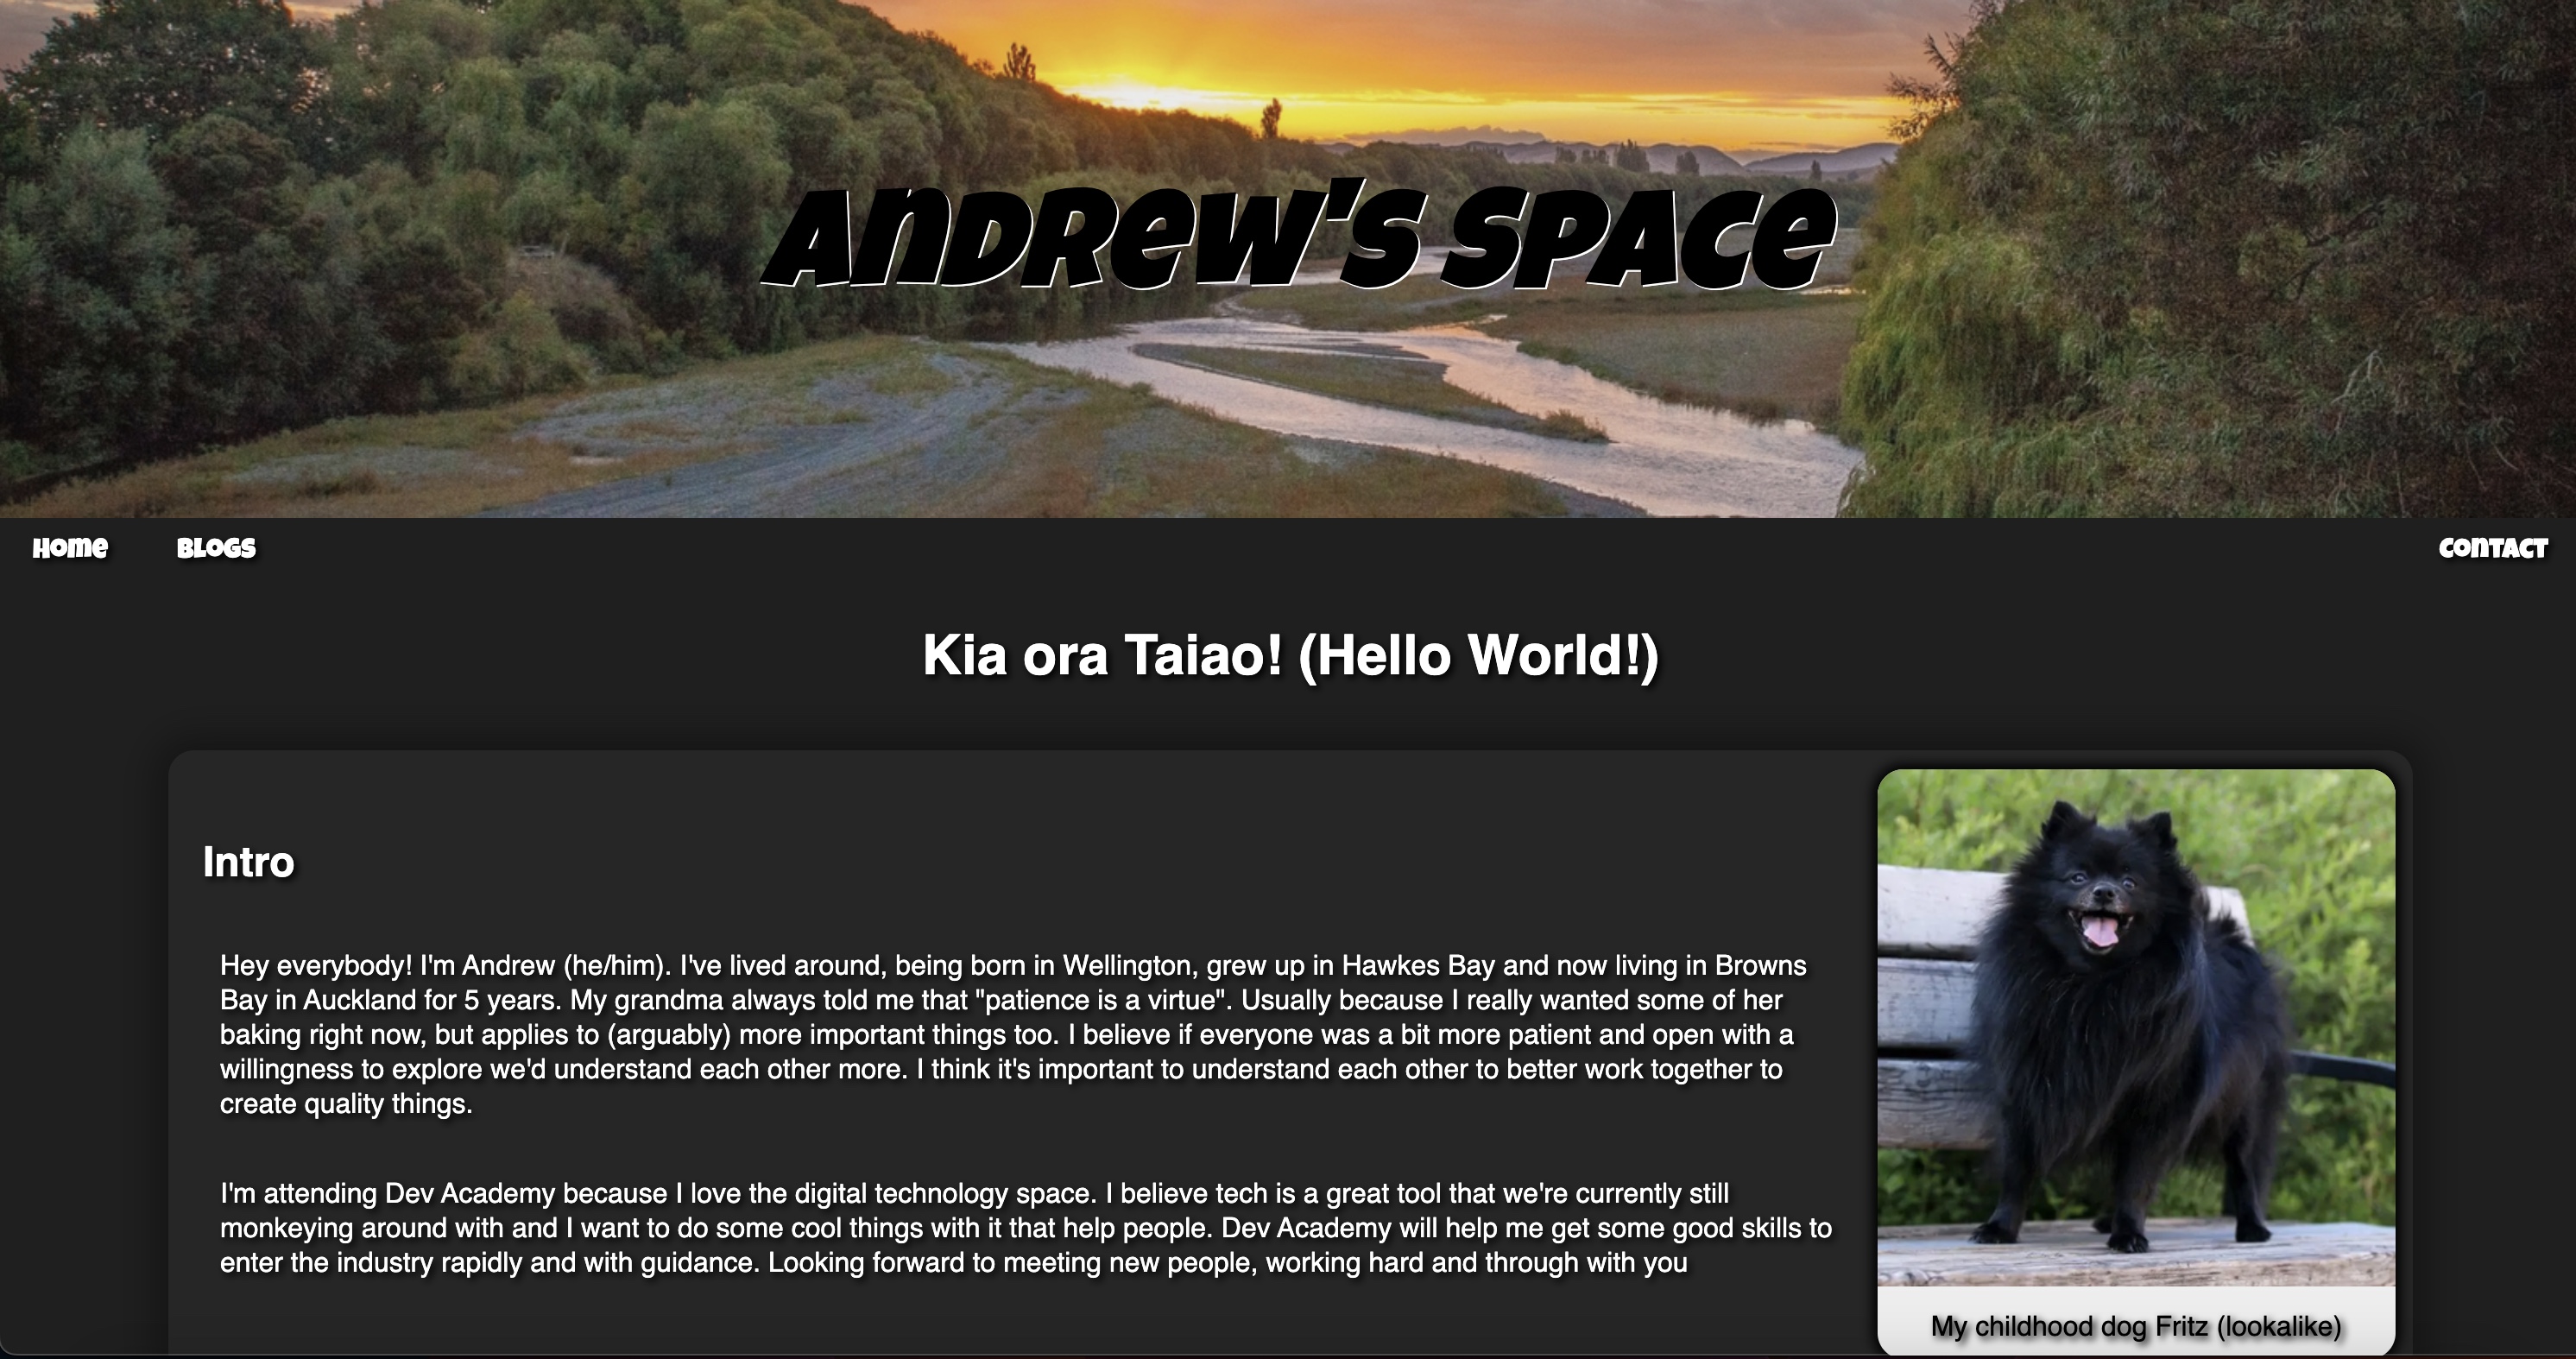 Andrew's Space
Home
Blogs
Contact
Kia ora Taiao! (Hello World!)
Intro
Hey everybody! I'm Andrew (he/him). I've lived around, being born in Wellington, grew up in Hawkes Bay and now living in Browns
Bay in Auckland for 5 years. My grandma always told me that "patience is a virtue". Usually because I really wanted some of her
baking right now, but applies to (arguably) more important things too. I believe if everyone was a bit more patient and open with a
willingness to explore we'd understand each other more. I think it's important to understand each other to better work together to
create quality things.
I'm attending Dev Academy because I love the digital technology space. I believe tech is a great tool that we're currently still
monkeying around with and I want to do some cool things with it that help people. Dev Academy will help me get some good skills to
enter the industry rapidly and with guidance. Looking forward to meeting new people, working hard and through with you
My childhood dog Fritz (lookalike)